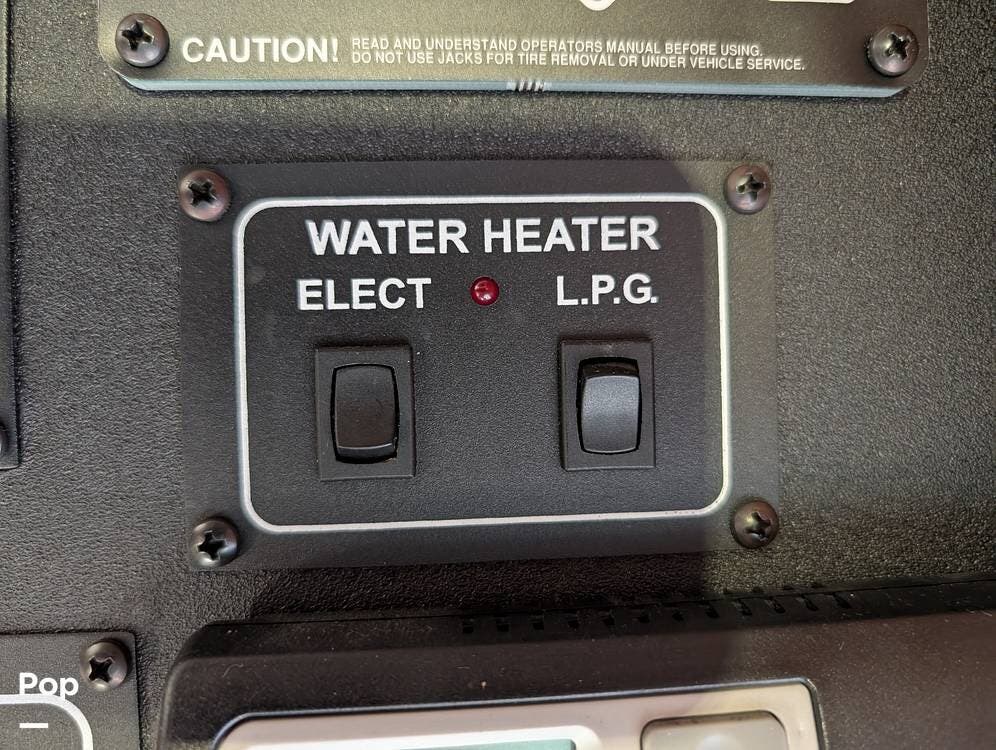 CAUTION! READ AND UNDERSTAND OPERATORS MANUAL BEFORE USING.
DO NOT USE JACKS FOR TIRE REMOVAL OR UNDER VEHICLE SERVICE.
WATER HEATER
ELECT L.P.G.
Pop